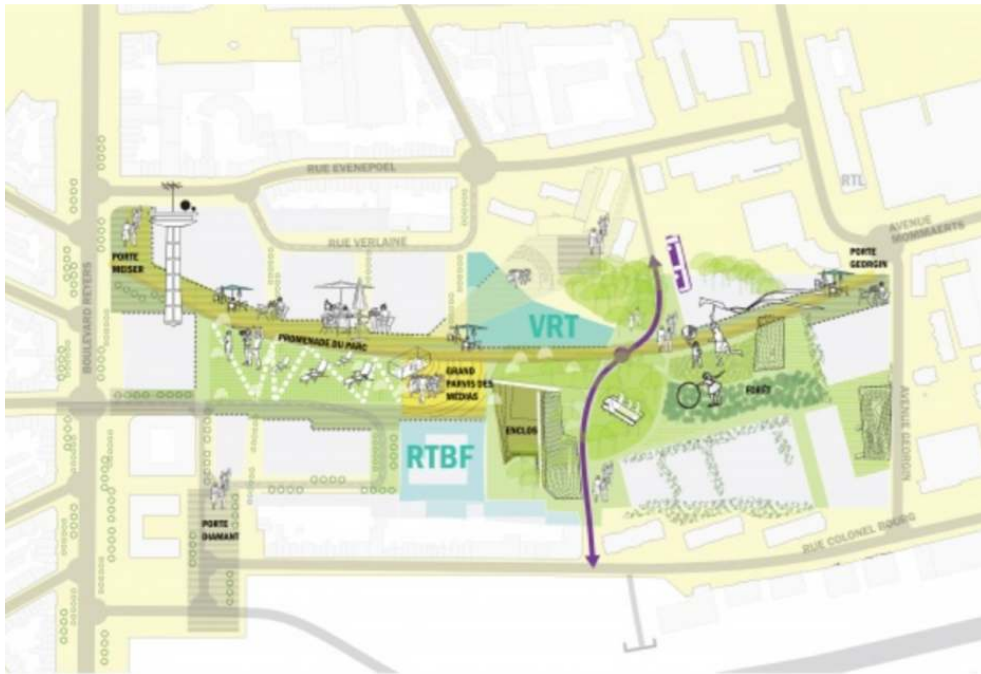 RUE EVENEPOEL
RTL
RUE VERLAINE
AVENUE
MOMMAERTS
PORTE
MEISER
PORTE
GEORGIN
BOULEVARD REYERS
VRT
PROMENADE DU PARC
GRAND
PARVIS DES
MÉDIAS
FORÊT
ENCLOS
AVENUE GEORGIN
RTBF
PORTE
DIAMANT
RUE COLONEL BOURG